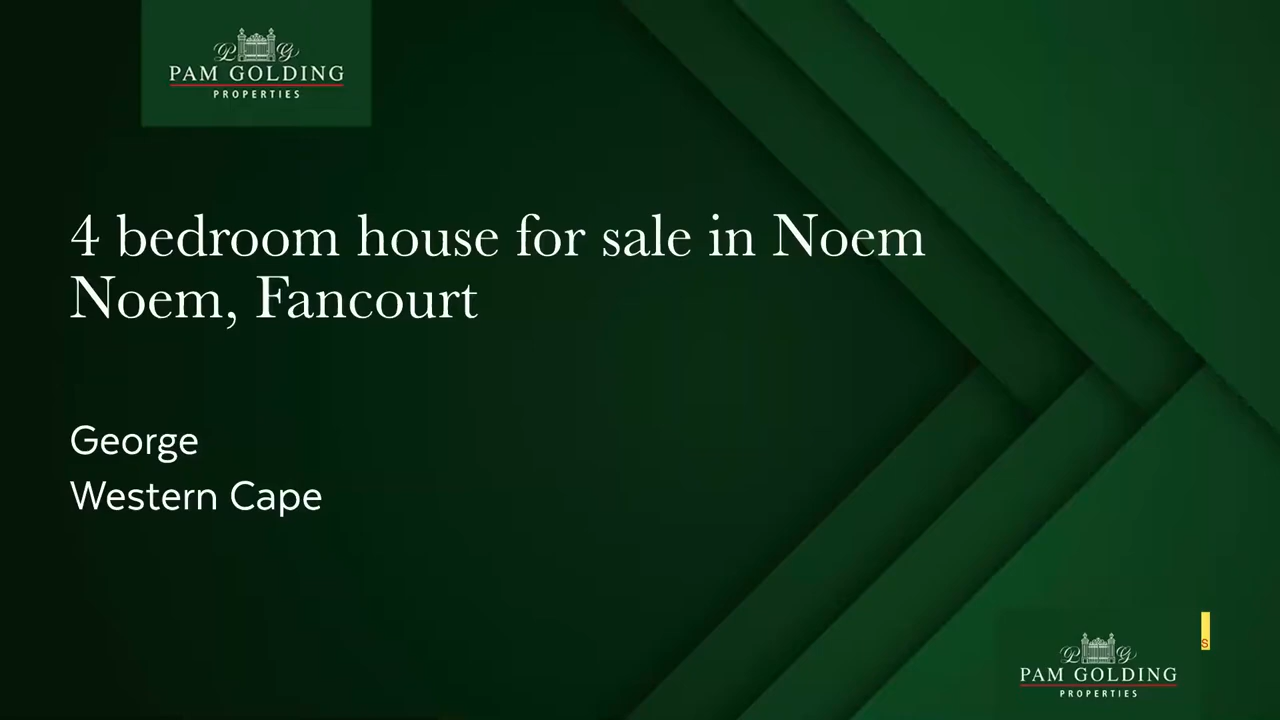 PAM GOLDING
PROPERTIES
4 bedroom house for sale in Noem
Noem, Fancourt
George
Western Cape
S
PAM GOLDING
PROPERTIES